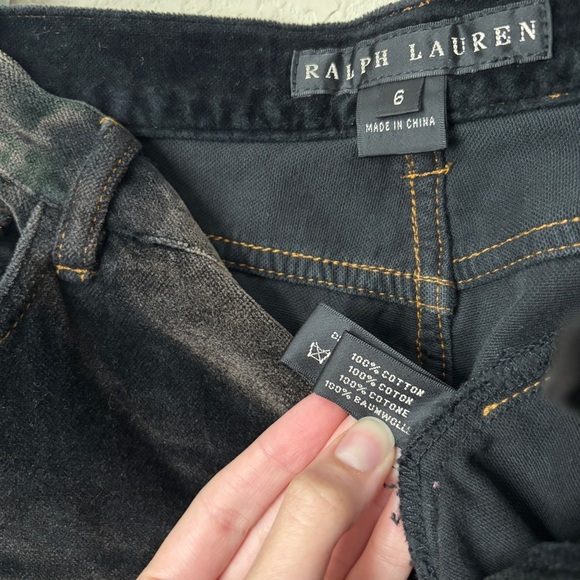 RALPH LAUREN
6
MADE IN CHINA
100% COTTON
100% COTON
100% COTONE
100% BAUMWOLLE